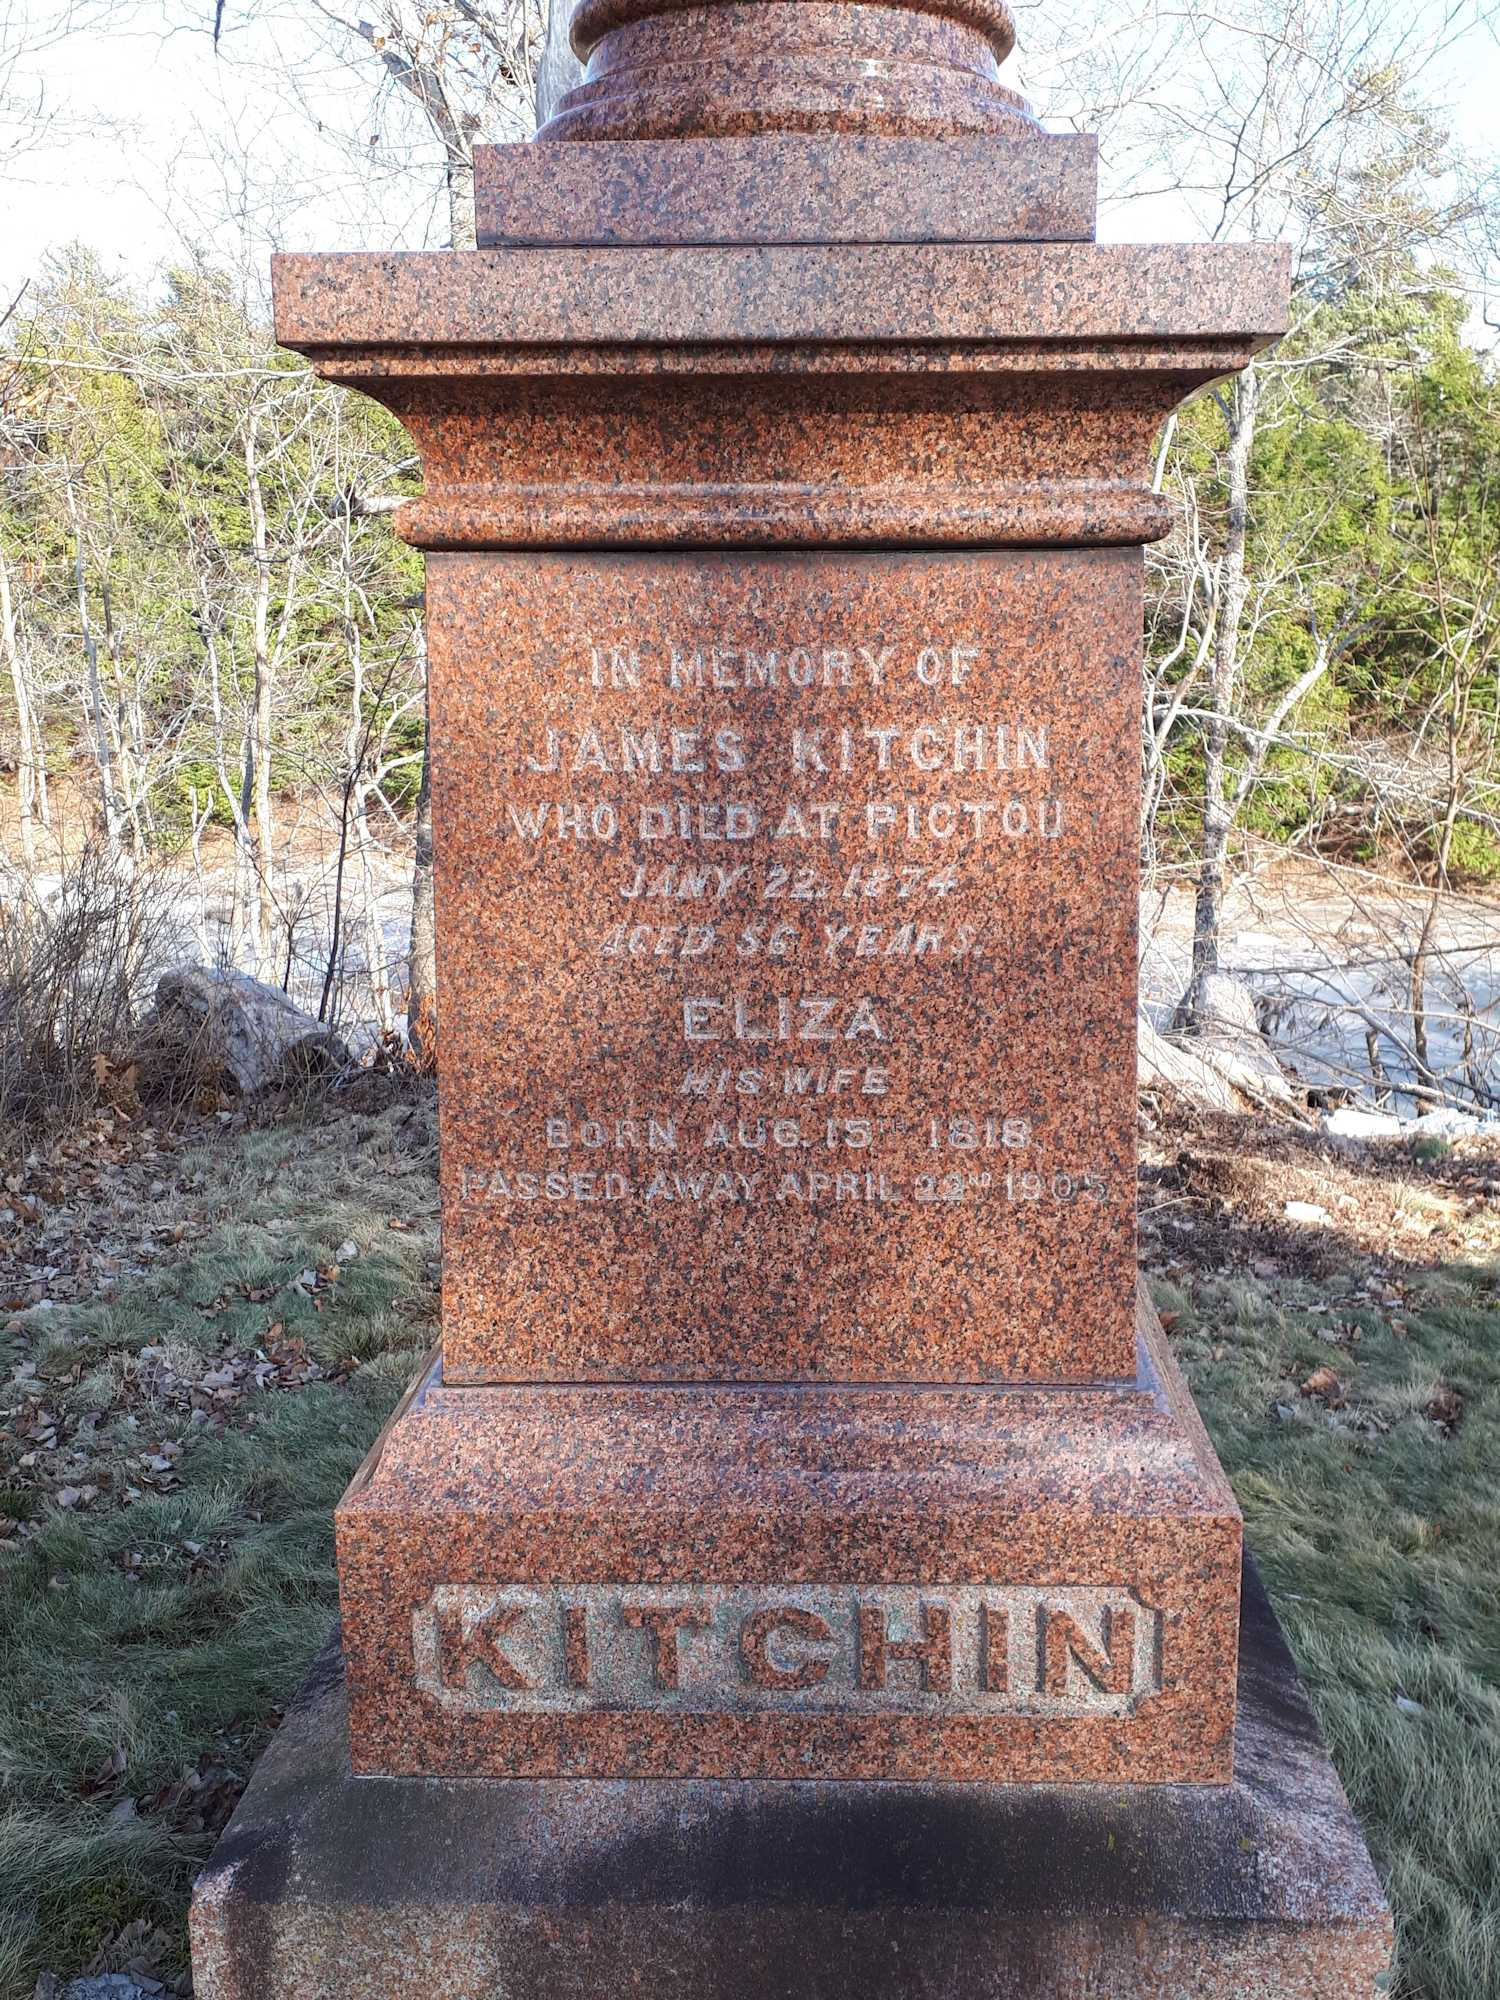 IN MEMORY OF
JAMES KITCHIN
WHO DIED AT PICTOU
JANY 22, 1874
AGED 56 YEARS.
ELIZA
HIS WIFE
BORN AUG. 15TH 1818.
PASSED AWAY APRIL 22ND 1905.
KITCHIN